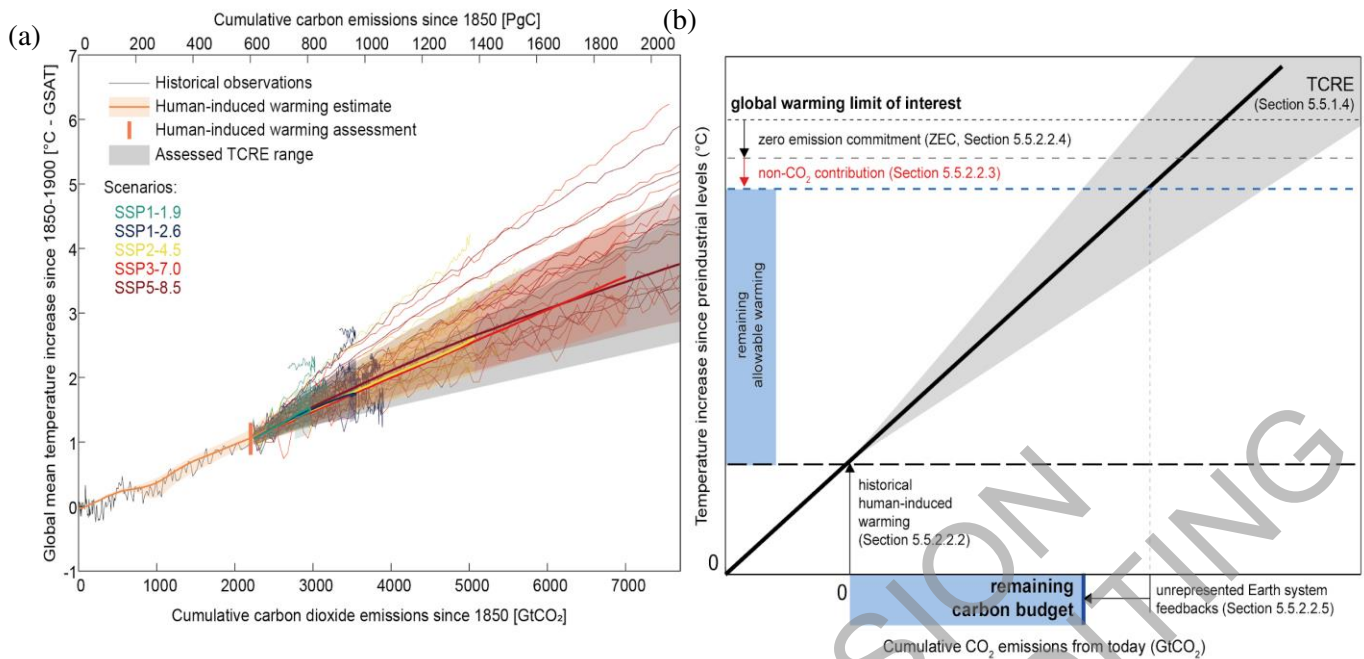 (a)
Cumulative carbon emissions since 1850 [PgC]
0 200 400 600 800 1000 1200 1400 1600 1800 2000
Global mean temperature increase since 1850-1900 [°C - GSAT]
7
6
5
4
3
2
1
0
-1
Historical observations
Human-induced warming estimate
Human-induced warming assessment
Assessed TCRE range
Scenarios:
SSP1-1.9
SSP1-2.6
SSP2-4.5
SSP3-7.0
SSP5-8.5
0 1000 2000 3000 4000 5000 6000 7000
Cumulative carbon dioxide emissions since 1850 [GtCO₂]
(b)
Temperature increase since preindustrial levels (°C)
TCRE
(Section 5.5.1.4)
global warming limit of interest
zero emission commitment (ZEC, Section 5.5.2.2.4)
non-CO₂ contribution (Section 5.5.2.2.3)
remaining
allowable warming
historical
human-induced
warming
(Section 5.5.2.2.2)
0
0
remaining
carbon budget
unrepresented Earth system
feedbacks (Section 5.5.2.2.5)
Cumulative CO₂ emissions from today (GtCO₂)
SION
DITING